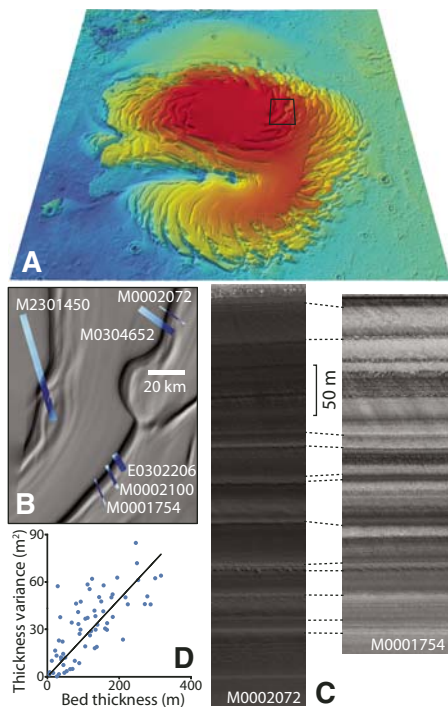 A
M2301450
M0002072
M0304652
20 km
E0302206
M0002100
M0001754
B
50 m
M0001754
M0002072
C
Thickness variance (m²)
90
60
30
0
0
200
400
D
Bed thickness (m)